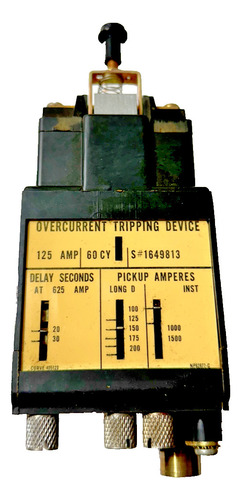 OVERCURRENT TRIPPING DEVICE
125 AMP 60 CY S#1649813
DELAY SECONDS PICKUP AMPERES
AT 625 AMP LONG D INST
100
125
20 150 1000
30 175 1500
200